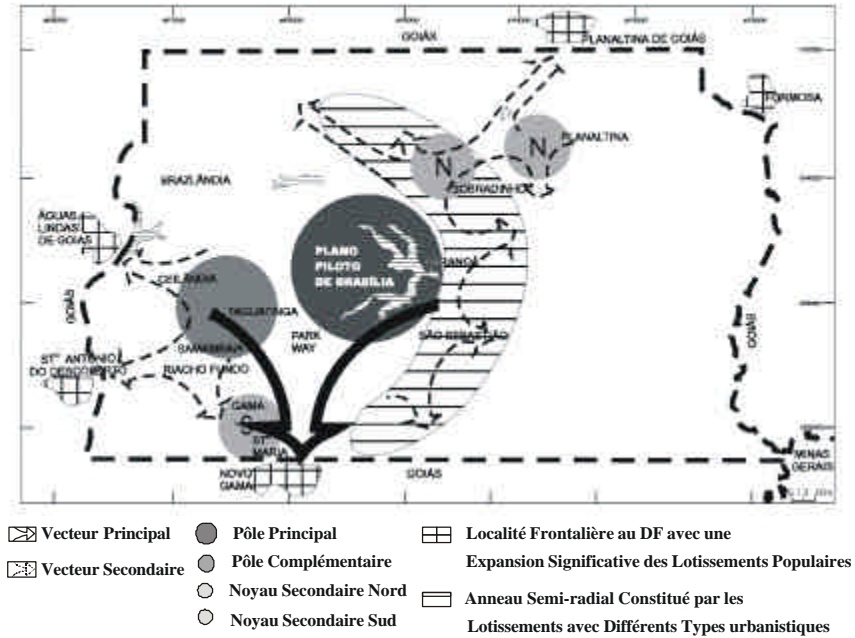 GOIÁS
PLANALTINA DE GOIÁS
FORMOSA
PLANALTINA
N
N
SOBRADINHO
BRAZLÂNDIA
ÁGUAS
LINDAS
DE GOIÁS
PLANO
PILOTO
DE BRASÍLIA
CEILÂNDIA
TAGUATINGA
GOIÁS
PARK
WAY
SÃO SEBASTIÃO
SAMAMBAIA
STº ANTONIO
DO DESCOBERTO
RIACHO FUNDO
GAMA
S
STª
MARIA
NOVO
GAMA
GOIÁS
MINAS
GERAIS
Vecteur Principal
Vecteur Secondaire
Pôle Principal
Pôle Complémentaire
Noyau Secondaire Nord
Noyau Secondaire Sud
Localité Frontalière au DF avec une
Expansion Significative des Lotissements Populaires
Anneau Semi-radial Constitué par les
Lotissements avec Différents Types urbanistiques